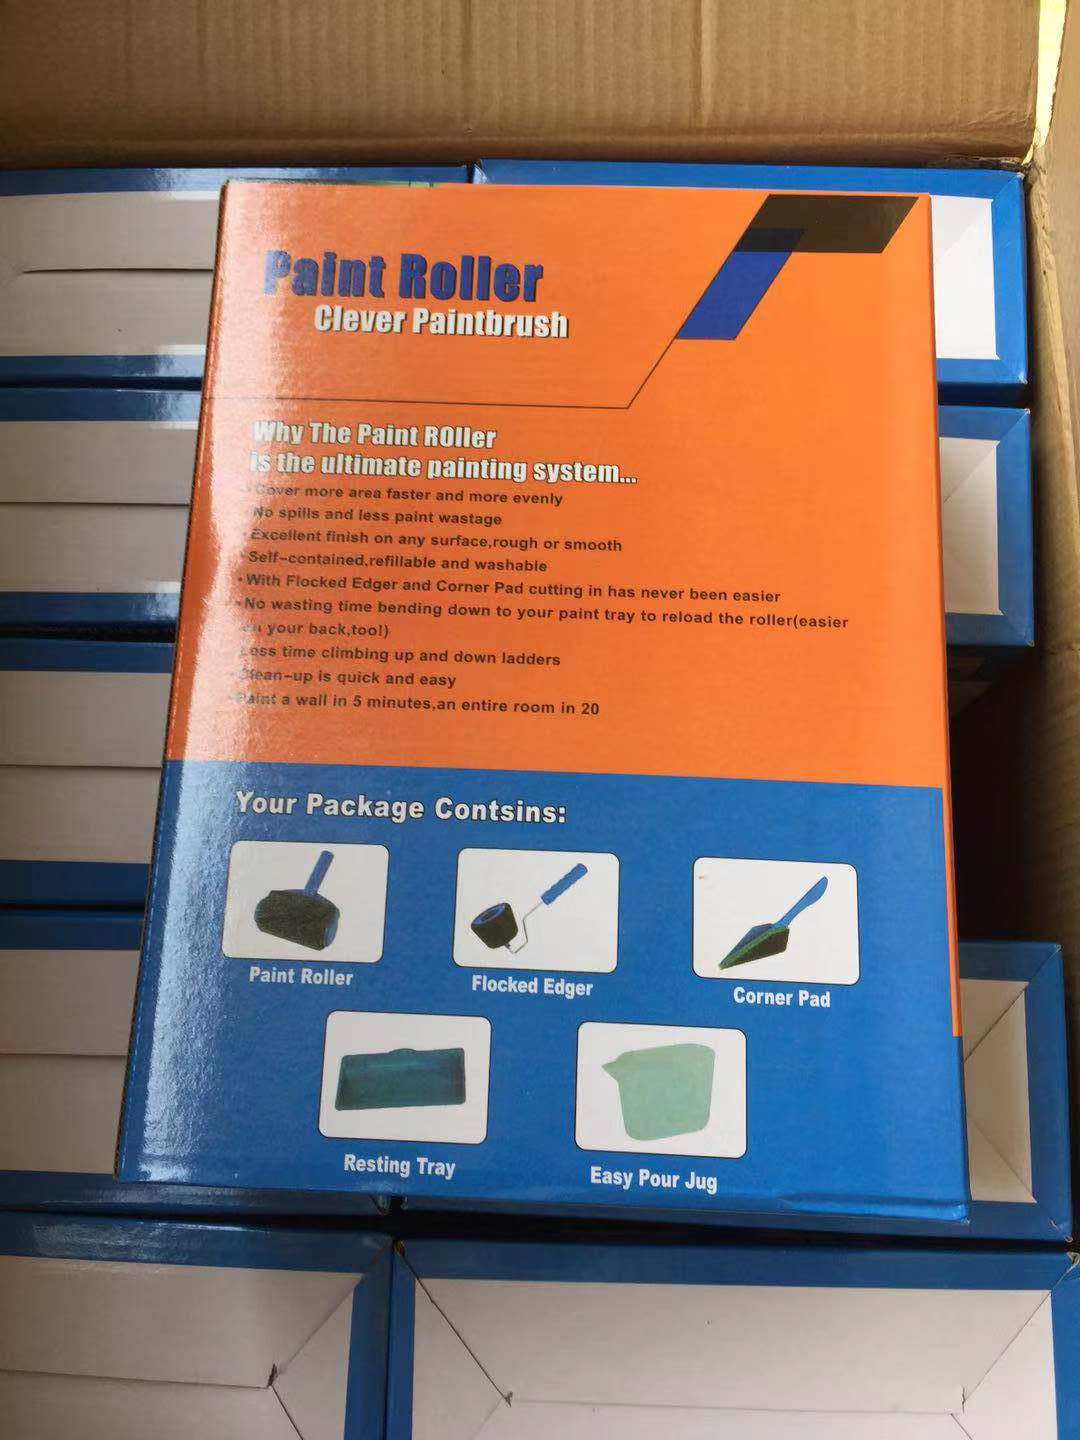 Paint Roller
Clever Paintbrush
Why The Paint ROller
is the ultimate painting system...
•Cover more area faster and more evenly
No spills and less paint wastage
•Excellent finish on any surface,rough or smooth
•Self-contained,refillable and washable
•With Flocked Edger and Corner Pad cutting in has never been easier
•No wasting time bending down to your paint tray to reload the roller(easier
on your back,too!)
Less time climbing up and down ladders
•Clean-up is quick and easy
•Paint a wall in 5 minutes,an entire room in 20
Your Package Contsins:
Paint Roller
Flocked Edger
Corner Pad
Resting Tray
Easy Pour Jug